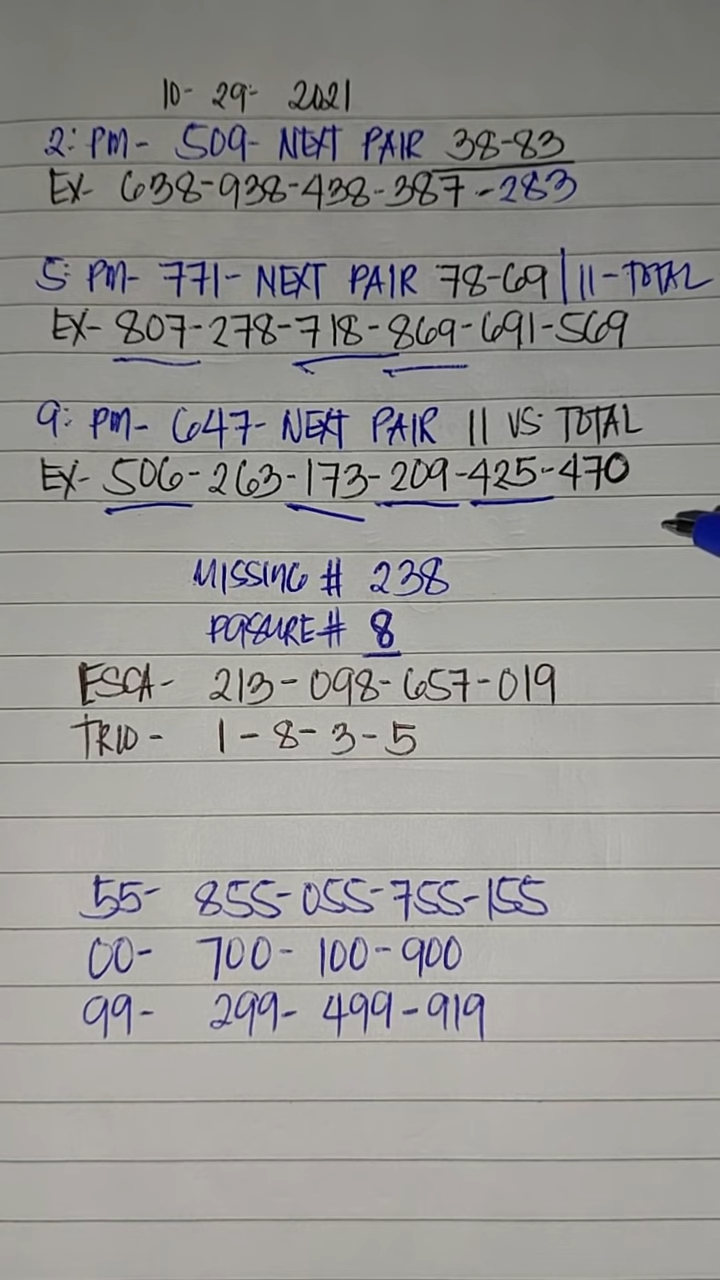 10- 29- 2021
2: PM- 509- NEXT PAIR 38-83
EX- 638-938-438-387-283
5: PM- 771- NEXT PAIR 78-69 | 11-TOTAL
EX- 807-278-718-869-691-569
9: PM- 647- NEXT PAIR 11 VS TOTAL
EX- 506-263-173-209-425-470
MISSING # 238
PASURE# 8
ESCA- 213-098-657-019
TRIO- 1-8-3-5
55- 855-055-755-155
00- 700-100-900
99- 299-499-919